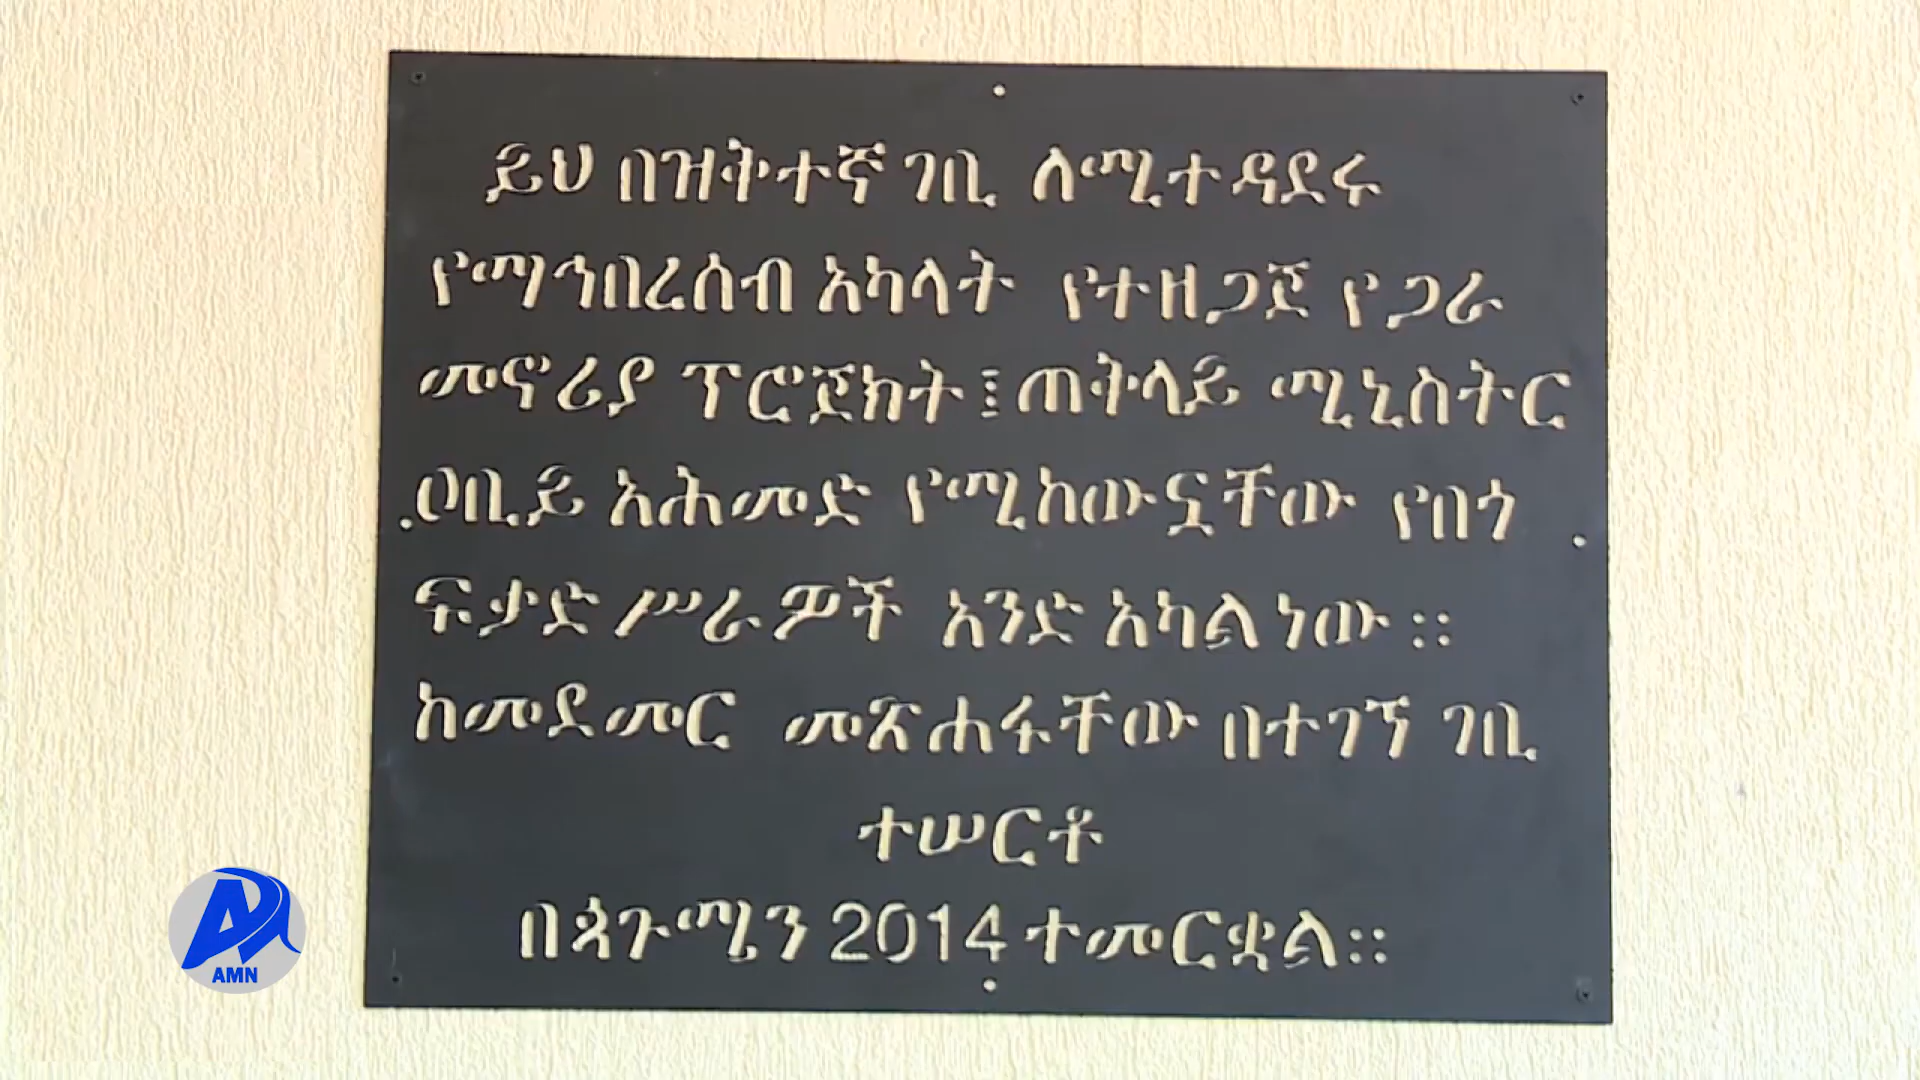 ይህ በዝቅተኛ ገቢ ለሚተዳደሩ
የማኅበረሰብ አካላት የተዘጋጀ የጋራ
መኖሪያ ፕሮጀክት፤ ጠቅላይ ሚኒስትር
ዐቢይ አሕመድ የሚከውኗቸው የበጎ
ፍቃድ ሥራዎች አንድ አካል ነው ።
ከመደመር መጽሐፋቸው በተገኘ ገቢ
ተሠርቶ
በጳጉሜን 2014 ተመርቋል።
AMN